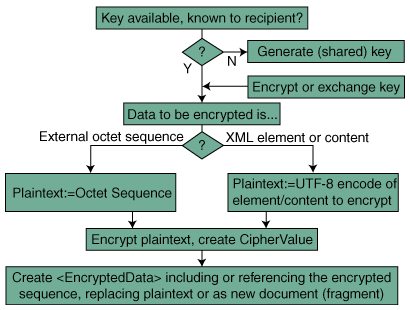 Key available, known to recipient?
?
Generate (shared) key
Y
N
Encrypt or exchange key
Data to be encrypted is...
External octet sequence
XML element or content
?
Plaintext:=Octet Sequence
Plaintext:=UTF-8 encode of
element/content to encrypt
Encrypt plaintext, create CipherValue
Create <EncryptedData> including or referencing the encrypted
sequence, replacing plaintext or as new document (fragment)